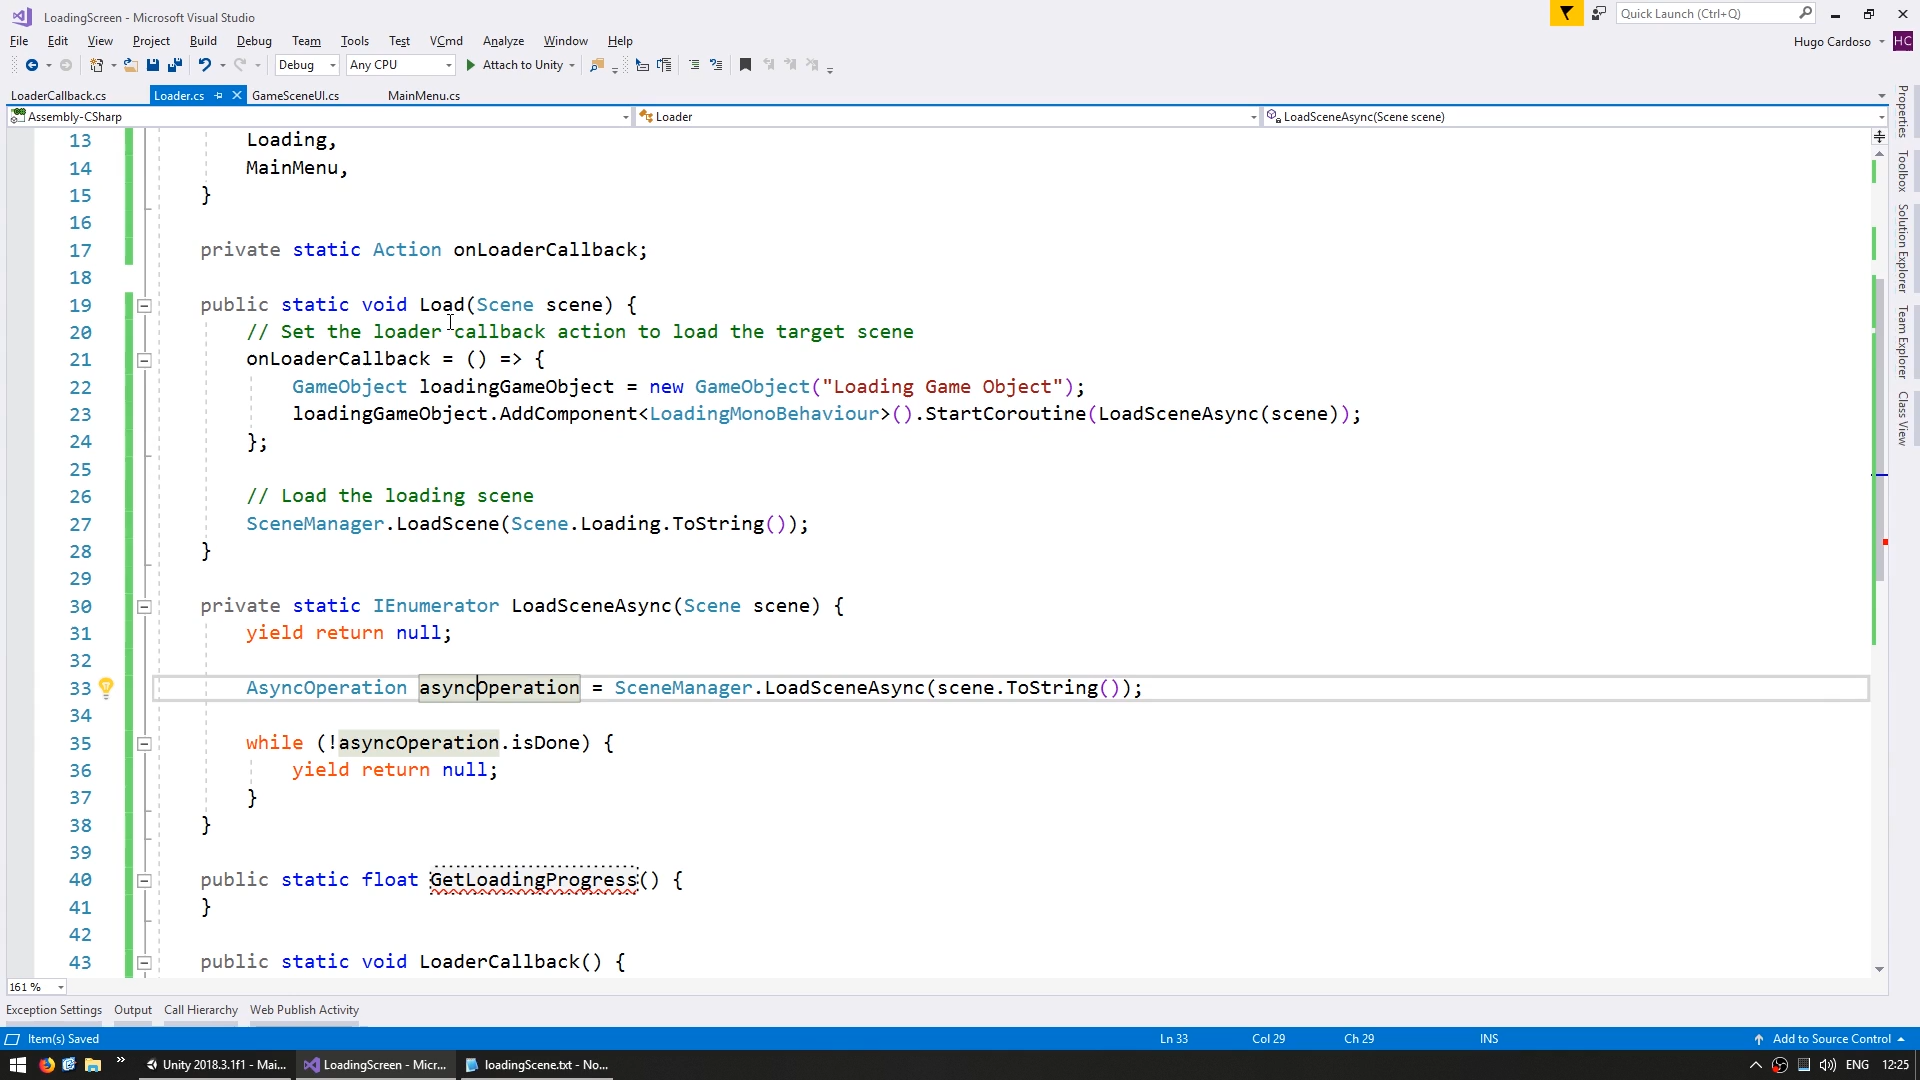 LoadingScreen - Microsoft Visual Studio
Quick Launch (Ctrl+Q)
File Edit View Project Build Debug Team Tools Test VCmd Analyze Window Help
Hugo Cardoso HC
Debug Any CPU Attach to Unity
LoaderCallback.cs Loader.cs GameSceneUI.cs MainMenu.cs
Assembly-CSharp Loader LoadSceneAsync(Scene scene)
13 Loading,
14 MainMenu,
15 }
16
17 private static Action onLoaderCallback;
18
19 public static void Load(Scene scene) {
20 // Set the loader callback action to load the target scene
21 onLoaderCallback = () => {
22 GameObject loadingGameObject = new GameObject("Loading Game Object");
23 loadingGameObject.AddComponent<LoadingMonoBehaviour>().StartCoroutine(LoadSceneAsync(scene));
24 };
25
26 // Load the loading scene
27 SceneManager.LoadScene(Scene.Loading.ToString());
28 }
29
30 private static IEnumerator LoadSceneAsync(Scene scene) {
31 yield return null;
32
33 AsyncOperation asyncOperation = SceneManager.LoadSceneAsync(scene.ToString());
34
35 while (!asyncOperation.isDone) {
36 yield return null;
37 }
38 }
39
40 public static float GetLoadingProgress() {
41 }
42
43 public static void LoaderCallback() {
Properties
Toolbox
Solution Explorer
Team Explorer
Class View
161 %
Exception Settings Output Call Hierarchy Web Publish Activity
Item(s) Saved Ln 33 Col 29 Ch 29 INS Add to Source Control
Unity 2018.3.1f1 - Mai... LoadingScreen - Micr... loadingScene.txt - No... ENG 12:25